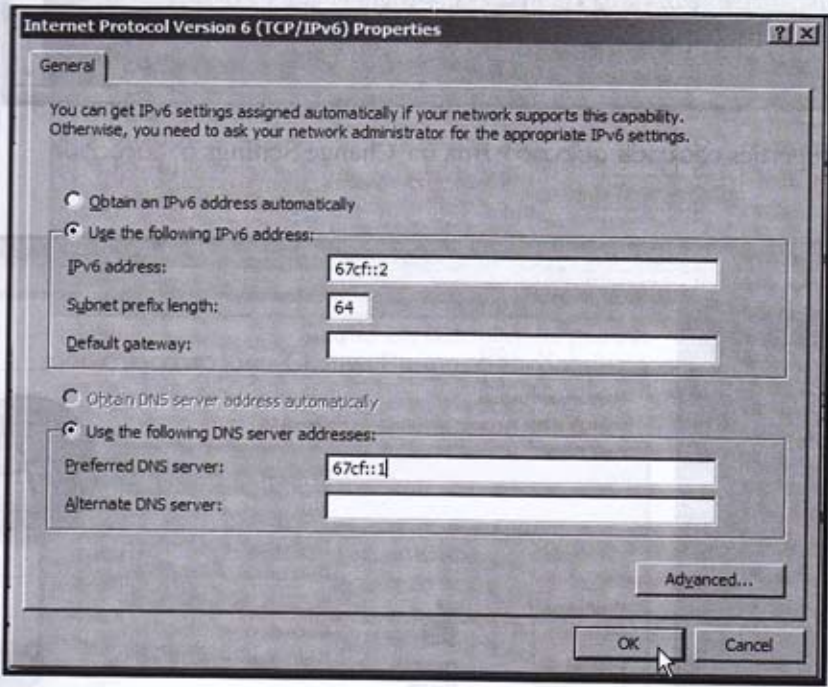 Internet Protocol Version 6 (TCP/IPv6) Properties
? X
General
You can get IPv6 settings assigned automatically if your network supports this capability.
Otherwise, you need to ask your network administrator for the appropriate IPv6 settings.
Obtain an IPv6 address automatically
Use the following IPv6 address:
IPv6 address: 67cf::2
Subnet prefix length: 64
Default gateway:
Obtain DNS server address automatically
Use the following DNS server addresses:
Preferred DNS server: 67cf::1
Alternate DNS server:
Advanced...
OK Cancel